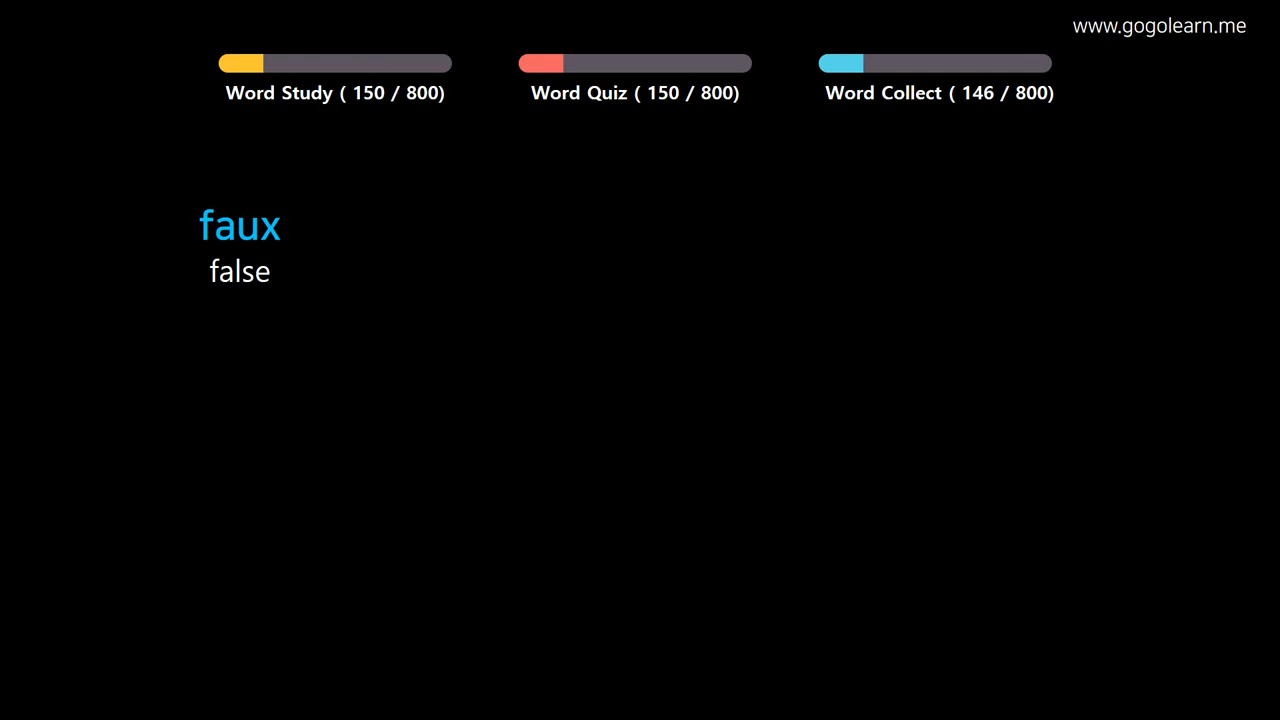 www.gogolearn.me
Word Study ( 150 / 800)
Word Quiz ( 150 / 800)
Word Collect ( 146 / 800)
faux
false